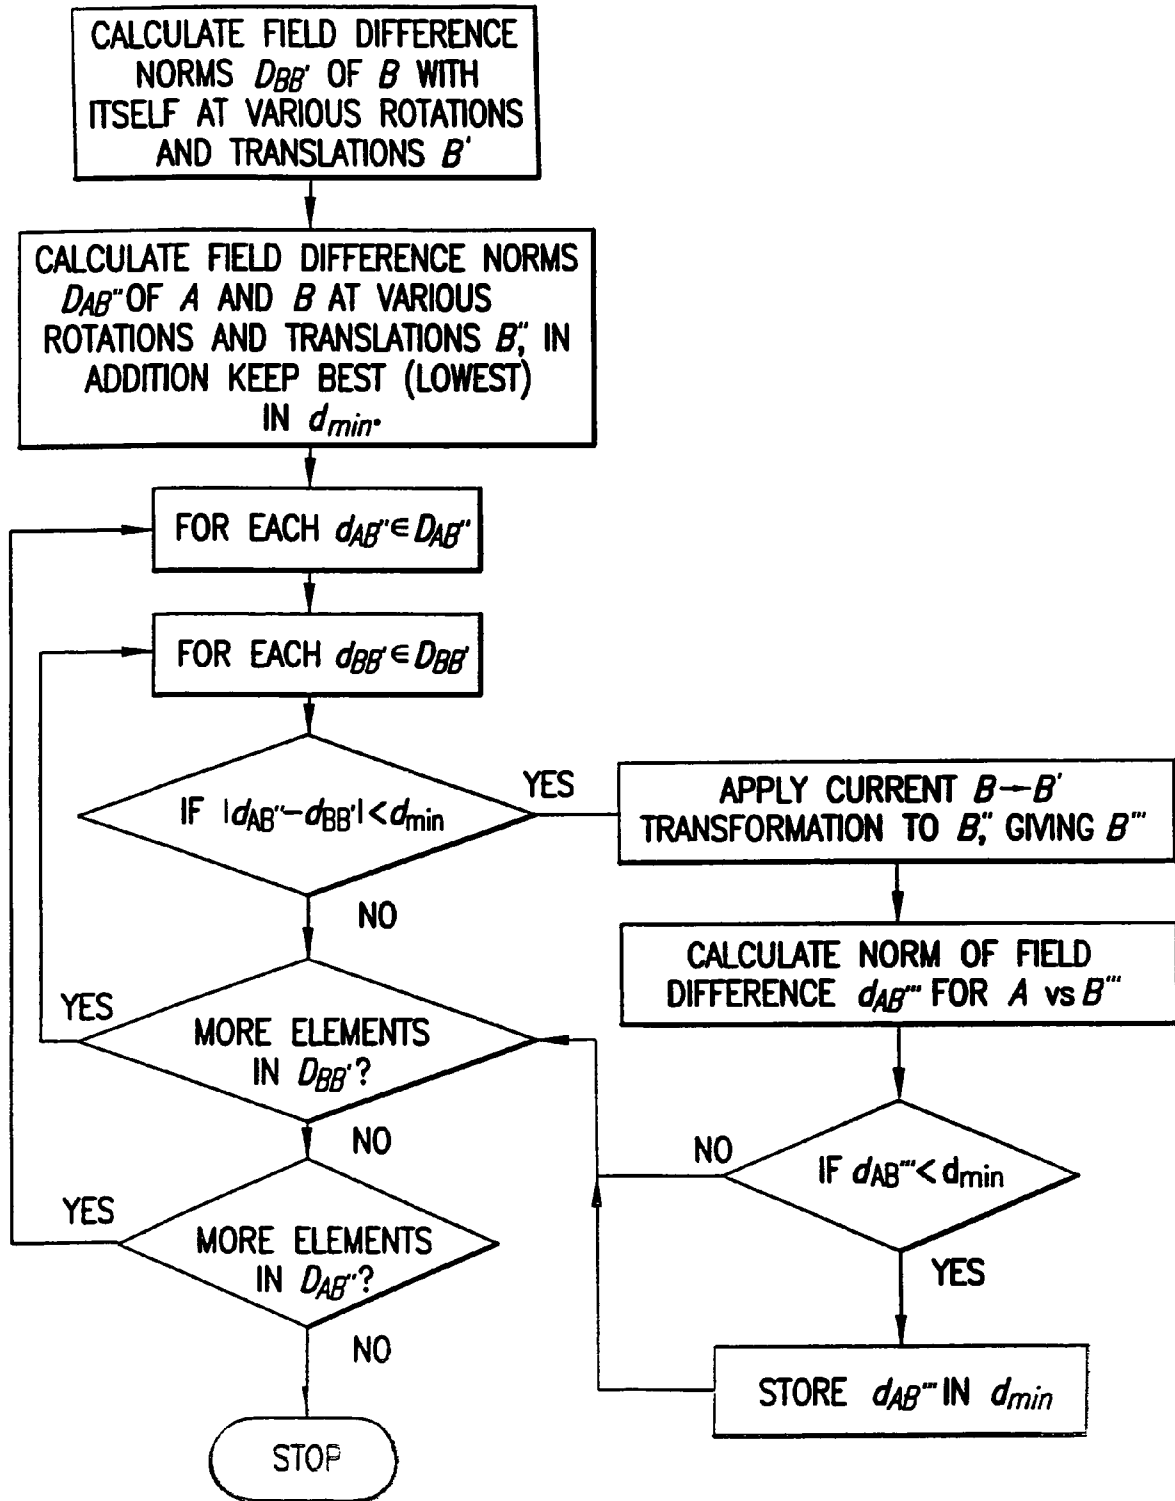 CALCULATE FIELD DIFFERENCE
NORMS DBB' OF B WITH
ITSELF AT VARIOUS ROTATIONS
AND TRANSLATIONS B'
CALCULATE FIELD DIFFERENCE NORMS
DAB'' OF A AND B AT VARIOUS
ROTATIONS AND TRANSLATIONS B'', IN
ADDITION KEEP BEST (LOWEST)
IN dmin.
FOR EACH dAB'' ∈ DAB''
FOR EACH dBB' ∈ DBB'
IF |dAB''-dBB'| < dmin
YES
NO
APPLY CURRENT B→B'
TRANSFORMATION TO B'', GIVING B'''
CALCULATE NORM OF FIELD
DIFFERENCE dAB''' FOR A vs B'''
YES
MORE ELEMENTS
IN DBB'?
NO
NO
IF dAB''' < dmin
YES
YES
MORE ELEMENTS
IN DAB''?
NO
STORE dAB''' IN dmin
STOP